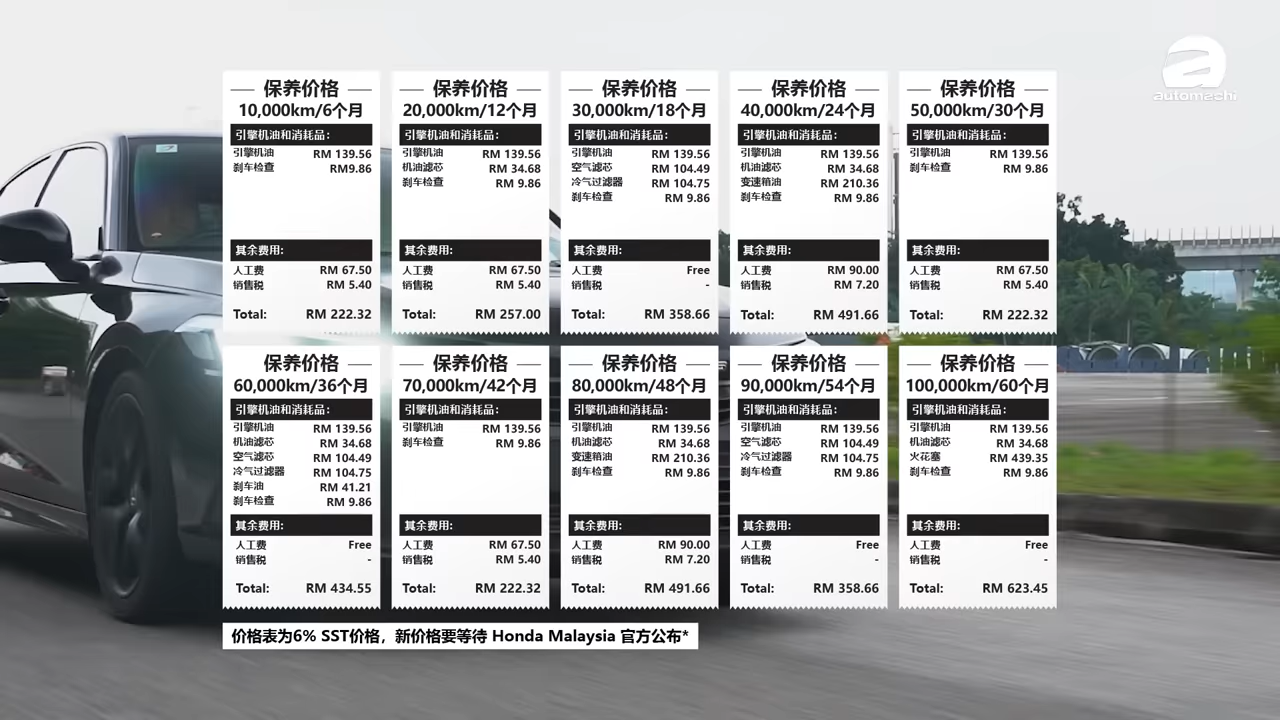 automachi
保养价格
10,000km/6个月
引擎机油和消耗品：
引擎机油 RM 139.56
刹车检查 RM9.86
其余费用:
人工费 RM 67.50
销售税 RM 5.40
Total: RM 222.32
保养价格
20,000km/12个月
引擎机油和消耗品：
引擎机油 RM 139.56
机油滤芯 RM 34.68
刹车检查 RM 9.86
其余费用:
人工费 RM 67.50
销售税 RM 5.40
Total: RM 257.00
保养价格
30,000km/18个月
引擎机油和消耗品：
引擎机油 RM 139.56
空气滤芯 RM 104.49
冷气过滤器 RM 104.75
刹车检查 RM 9.86
其余费用:
人工费 Free
销售税 -
Total: RM 358.66
保养价格
40,000km/24个月
引擎机油和消耗品：
引擎机油 RM 139.56
机油滤芯 RM 34.68
变速箱油 RM 210.36
刹车检查 RM 9.86
其余费用:
人工费 RM 90.00
销售税 RM 7.20
Total: RM 491.66
保养价格
50,000km/30个月
引擎机油和消耗品：
引擎机油 RM 139.56
刹车检查 RM 9.86
其余费用:
人工费 RM 67.50
销售税 RM 5.40
Total: RM 222.32
保养价格
60,000km/36个月
引擎机油和消耗品：
引擎机油 RM 139.56
机油滤芯 RM 34.68
空气滤芯 RM 104.49
冷气过滤器 RM 104.75
刹车油 RM 41.21
刹车检查 RM 9.86
其余费用:
人工费 Free
销售税 -
Total: RM 434.55
保养价格
70,000km/42个月
引擎机油和消耗品：
引擎机油 RM 139.56
刹车检查 RM 9.86
其余费用:
人工费 RM 67.50
销售税 RM 5.40
Total: RM 222.32
保养价格
80,000km/48个月
引擎机油和消耗品：
引擎机油 RM 139.56
机油滤芯 RM 34.68
变速箱油 RM 210.36
刹车检查 RM 9.86
其余费用:
人工费 RM 90.00
销售税 RM 7.20
Total: RM 491.66
保养价格
90,000km/54个月
引擎机油和消耗品：
引擎机油 RM 139.56
空气滤芯 RM 104.49
冷气过滤器 RM 104.75
刹车检查 RM 9.86
其余费用:
人工费 Free
销售税 -
Total: RM 358.66
保养价格
100,000km/60个月
引擎机油和消耗品：
引擎机油 RM 139.56
机油滤芯 RM 34.68
火花塞 RM 439.35
刹车检查 RM 9.86
其余费用:
人工费 Free
销售税 -
Total: RM 623.45
价格表为6% SST价格，新价格要等待 Honda Malaysia 官方公布*